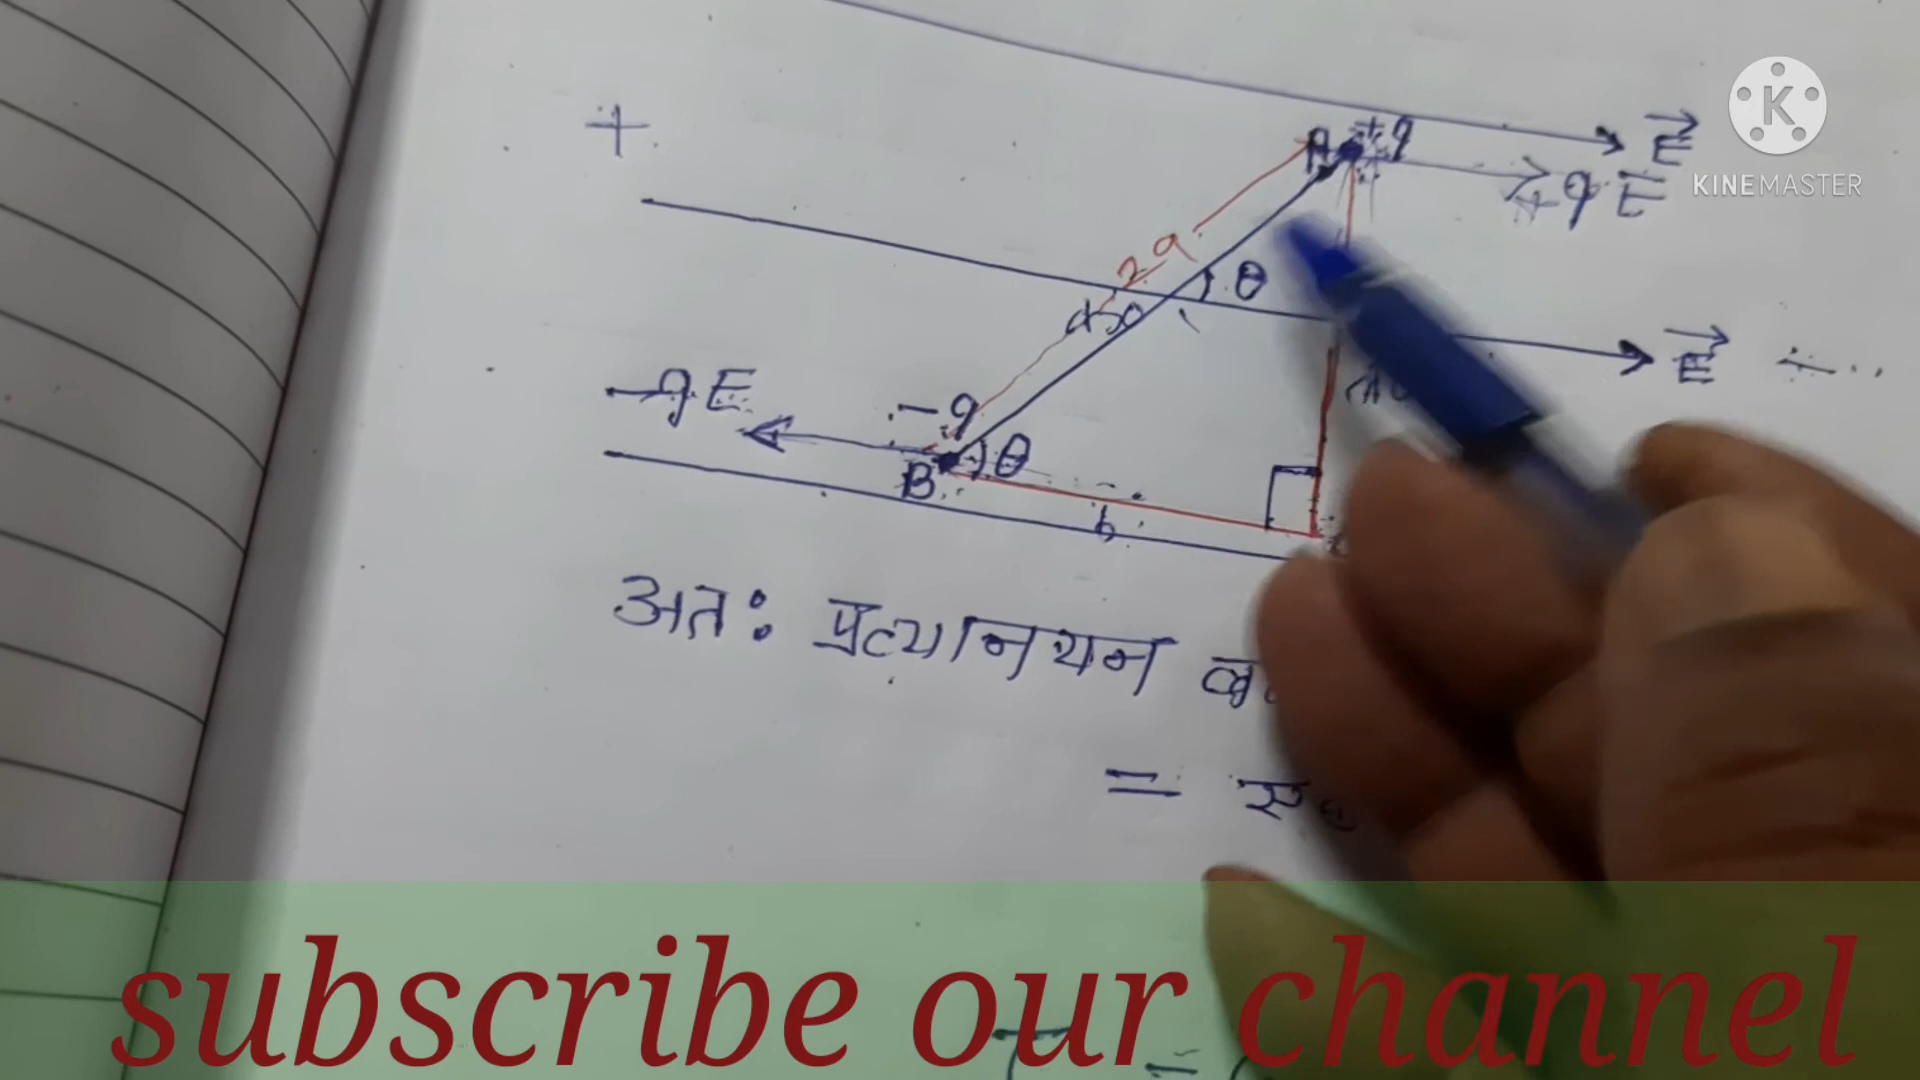 +
A +q
E
+qE
KINEMASTER
2a
θ
E
-qE
-q
B θ
b
अतः प्रत्यानयन
=
subscribe our channel
T =